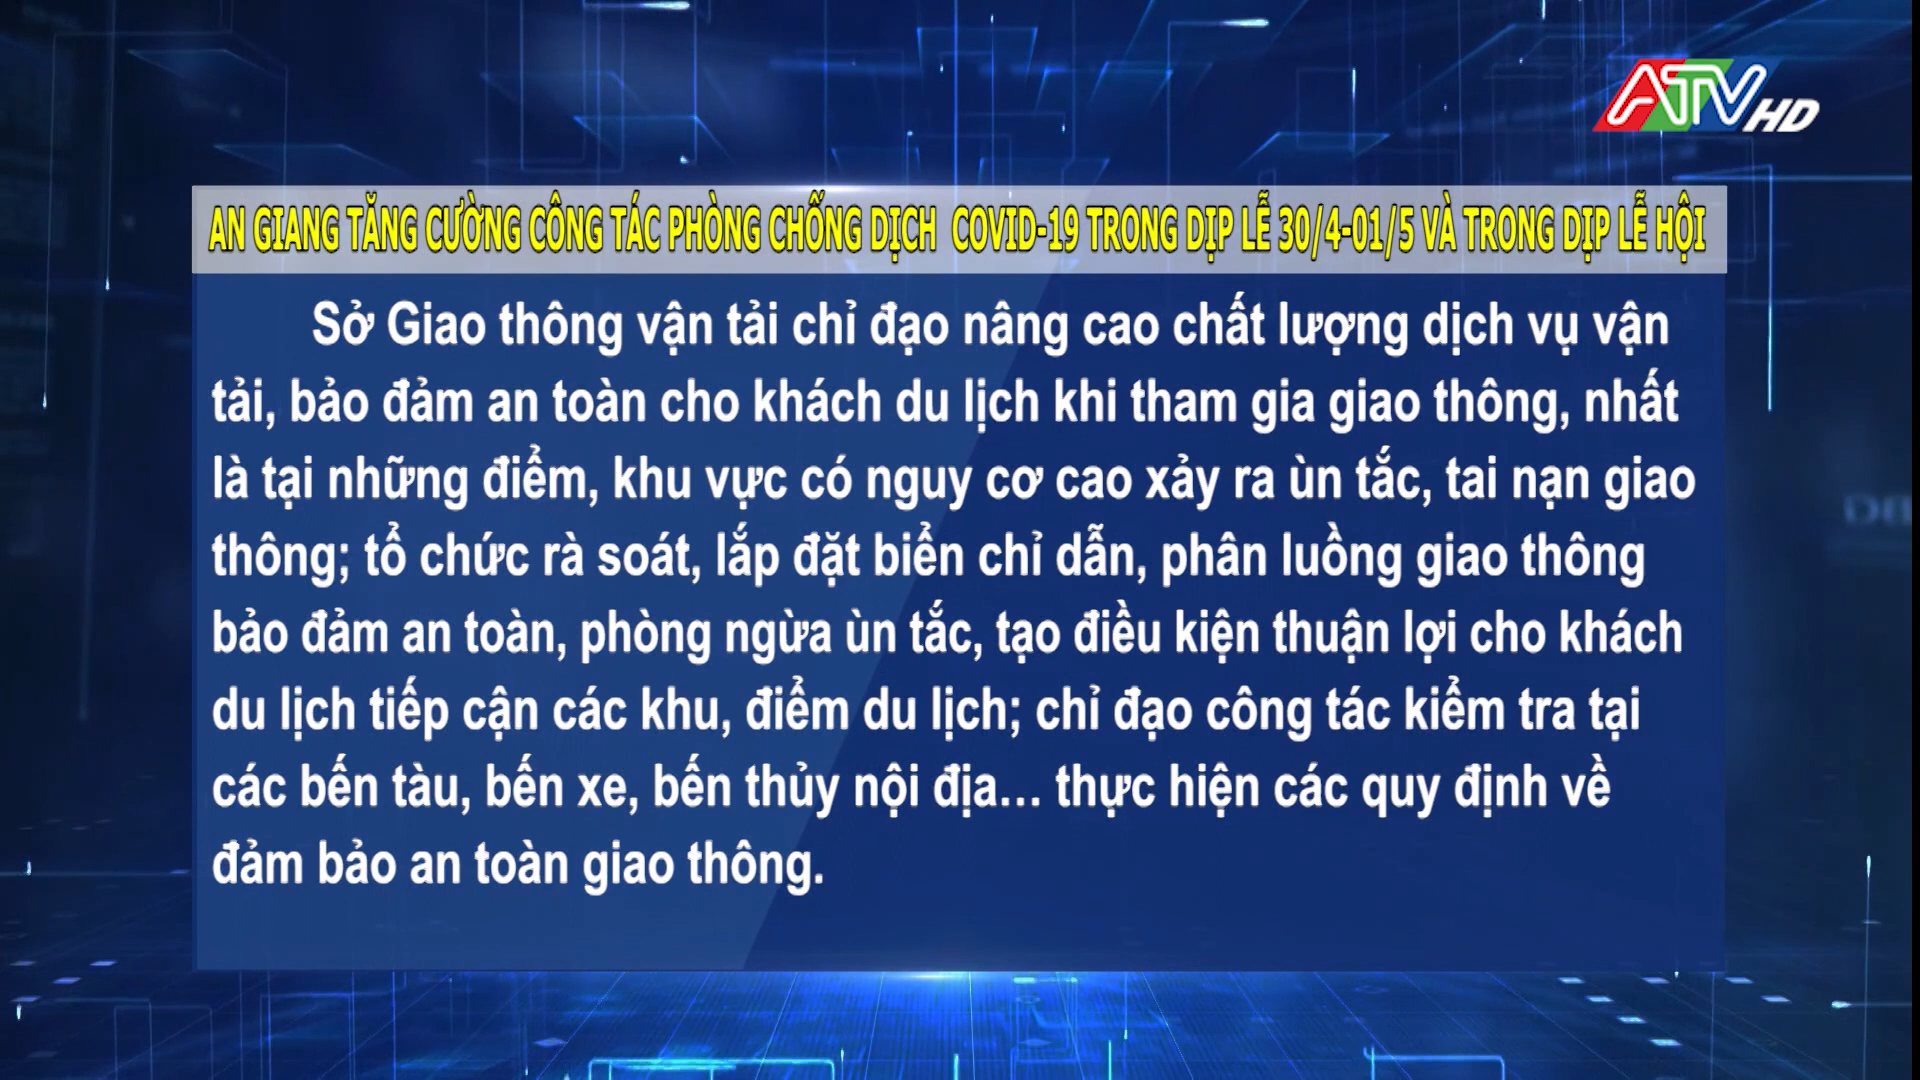 ATV HD
AN GIANG TĂNG CƯỜNG CÔNG TÁC PHÒNG CHỐNG DỊCH COVID-19 TRONG DỊP LỄ 30/4-01/5 VÀ TRONG DỊP LỄ HỘI
Sở Giao thông vận tải chỉ đạo nâng cao chất lượng dịch vụ vận
tải, bảo đảm an toàn cho khách du lịch khi tham gia giao thông, nhất
là tại những điểm, khu vực có nguy cơ cao xảy ra ùn tắc, tai nạn giao
thông; tổ chức rà soát, lắp đặt biển chỉ dẫn, phân luồng giao thông
bảo đảm an toàn, phòng ngừa ùn tắc, tạo điều kiện thuận lợi cho khách
du lịch tiếp cận các khu, điểm du lịch; chỉ đạo công tác kiểm tra tại
các bến tàu, bến xe, bến thủy nội địa... thực hiện các quy định về
đảm bảo an toàn giao thông.